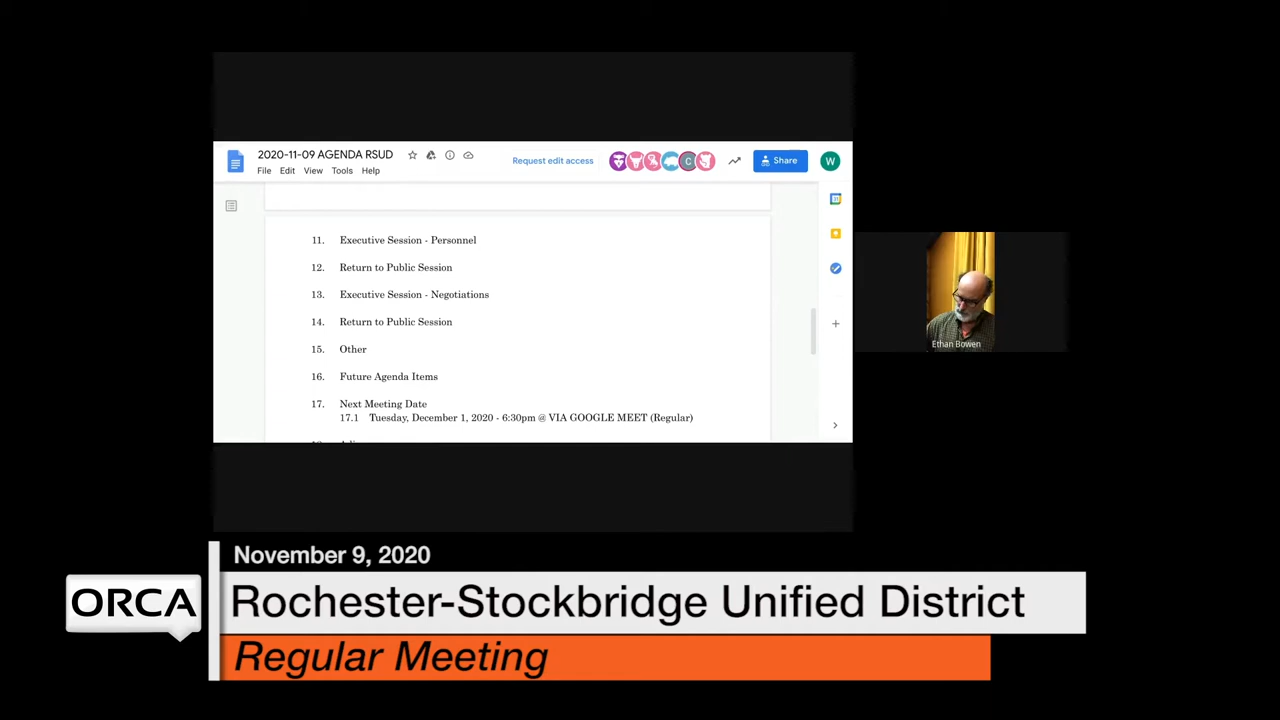 2020-11-09 AGENDA RSUD
File Edit View Tools Help
Request edit access
C
Share
W
11. Executive Session - Personnel
12. Return to Public Session
13. Executive Session - Negotiations
14. Return to Public Session
15. Other
16. Future Agenda Items
17. Next Meeting Date
17.1 Tuesday, December 1, 2020 - 6:30pm @ VIA GOOGLE MEET (Regular)
Ethan Bowen
November 9, 2020
ORCA
Rochester-Stockbridge Unified District
Regular Meeting